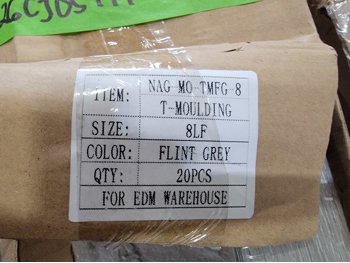 ITEM: NAG-MO-TMFG-8
T-MOULDING
SIZE: 8LF
COLOR: FLINT GREY
QTY: 20PCS
FOR EDM WAREHOUSE